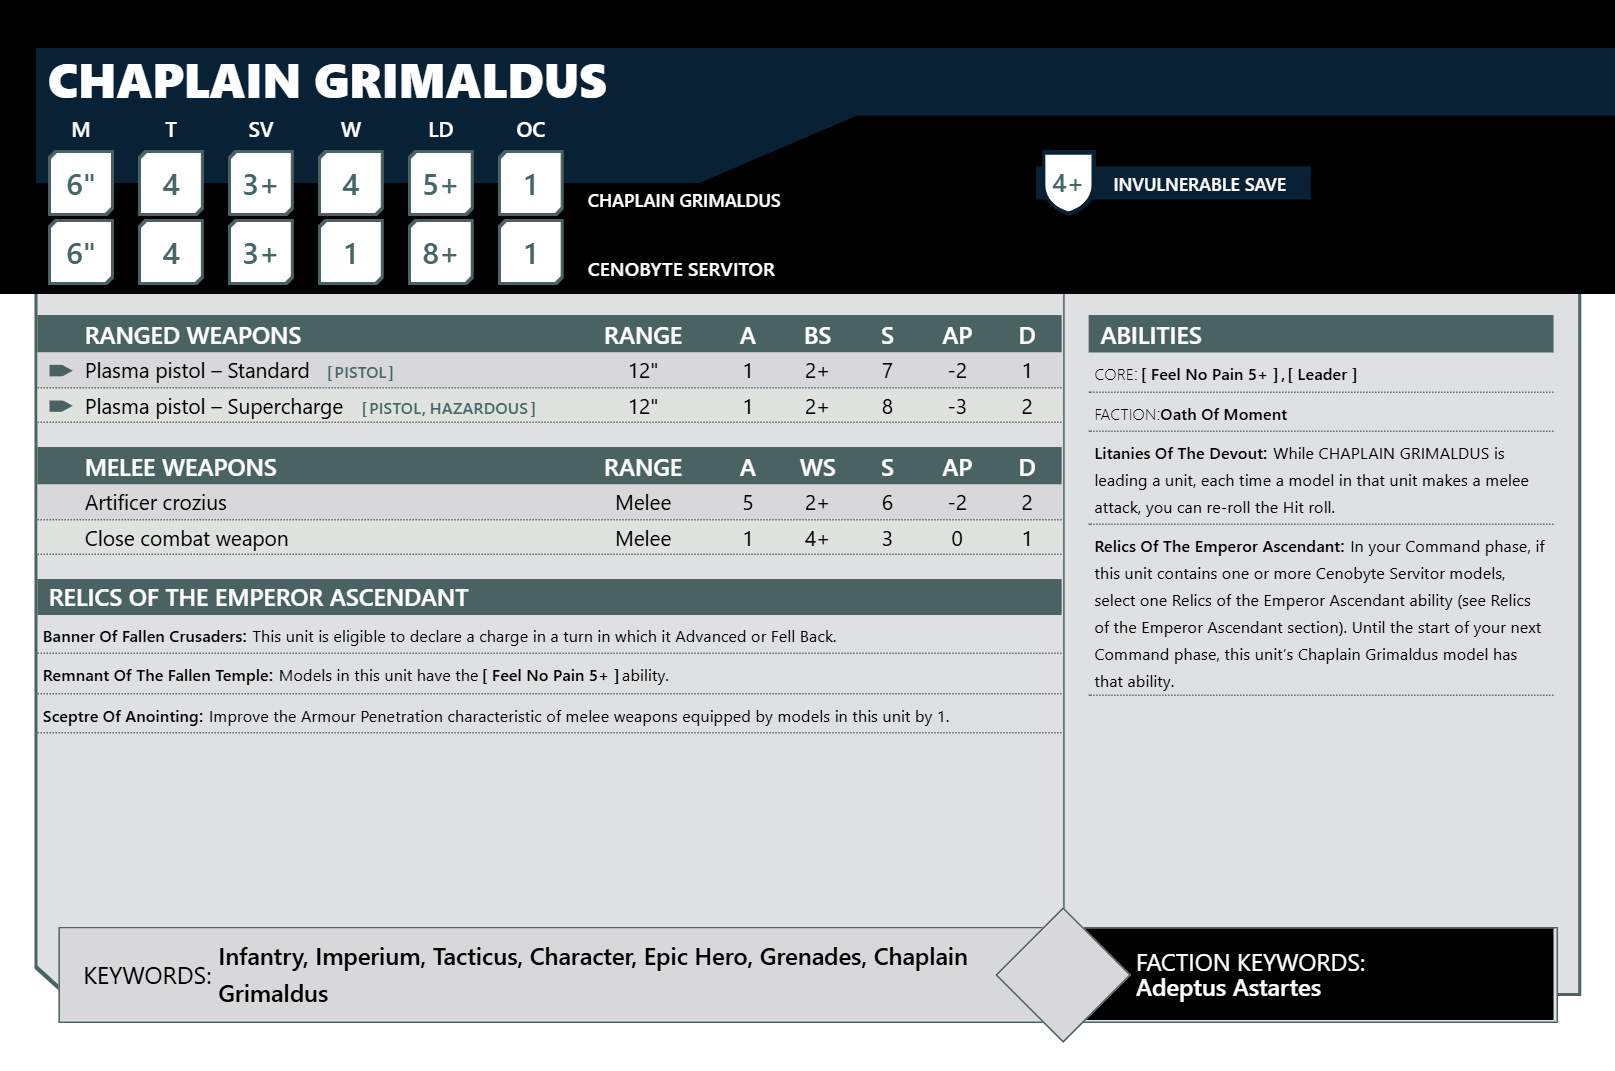 CHAPLAIN GRIMALDUS
M T SV W LD OC
6" 4 3+ 4 5+ 1 CHAPLAIN GRIMALDUS
4+ INVULNERABLE SAVE
6" 4 3+ 1 8+ 1 CENOBYTE SERVITOR
RANGED WEAPONS RANGE A BS S AP D
Plasma pistol – Standard [PISTOL] 12" 1 2+ 7 -2 1
Plasma pistol – Supercharge [PISTOL, HAZARDOUS] 12" 1 2+ 8 -3 2
MELEE WEAPONS RANGE A WS S AP D
Artificer crozius Melee 5 2+ 6 -2 2
Close combat weapon Melee 1 4+ 3 0 1
RELICS OF THE EMPEROR ASCENDANT
Banner Of Fallen Crusaders: This unit is eligible to declare a charge in a turn in which it Advanced or Fell Back.
Remnant Of The Fallen Temple: Models in this unit have the [ Feel No Pain 5+ ] ability.
Sceptre Of Anointing: Improve the Armour Penetration characteristic of melee weapons equipped by models in this unit by 1.
ABILITIES
CORE: [ Feel No Pain 5+ ] , [ Leader ]
FACTION:Oath Of Moment
Litanies Of The Devout: While CHAPLAIN GRIMALDUS is
leading a unit, each time a model in that unit makes a melee
attack, you can re-roll the Hit roll.
Relics Of The Emperor Ascendant: In your Command phase, if
this unit contains one or more Cenobyte Servitor models,
select one Relics of the Emperor Ascendant ability (see Relics
of the Emperor Ascendant section). Until the start of your next
Command phase, this unit's Chaplain Grimaldus model has
that ability.
KEYWORDS: Infantry, Imperium, Tacticus, Character, Epic Hero, Grenades, Chaplain
Grimaldus
FACTION KEYWORDS:
Adeptus Astartes